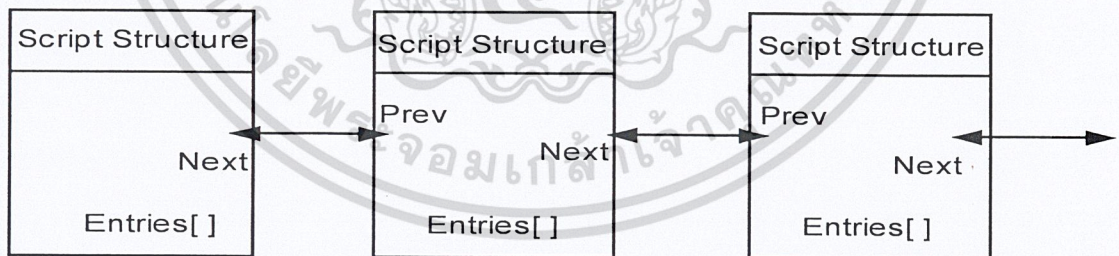 Script Structure
Next
Entries[ ]
Script Structure
Prev
Next
Entries[ ]
Script Structure
Prev
Next
Entries[ ]